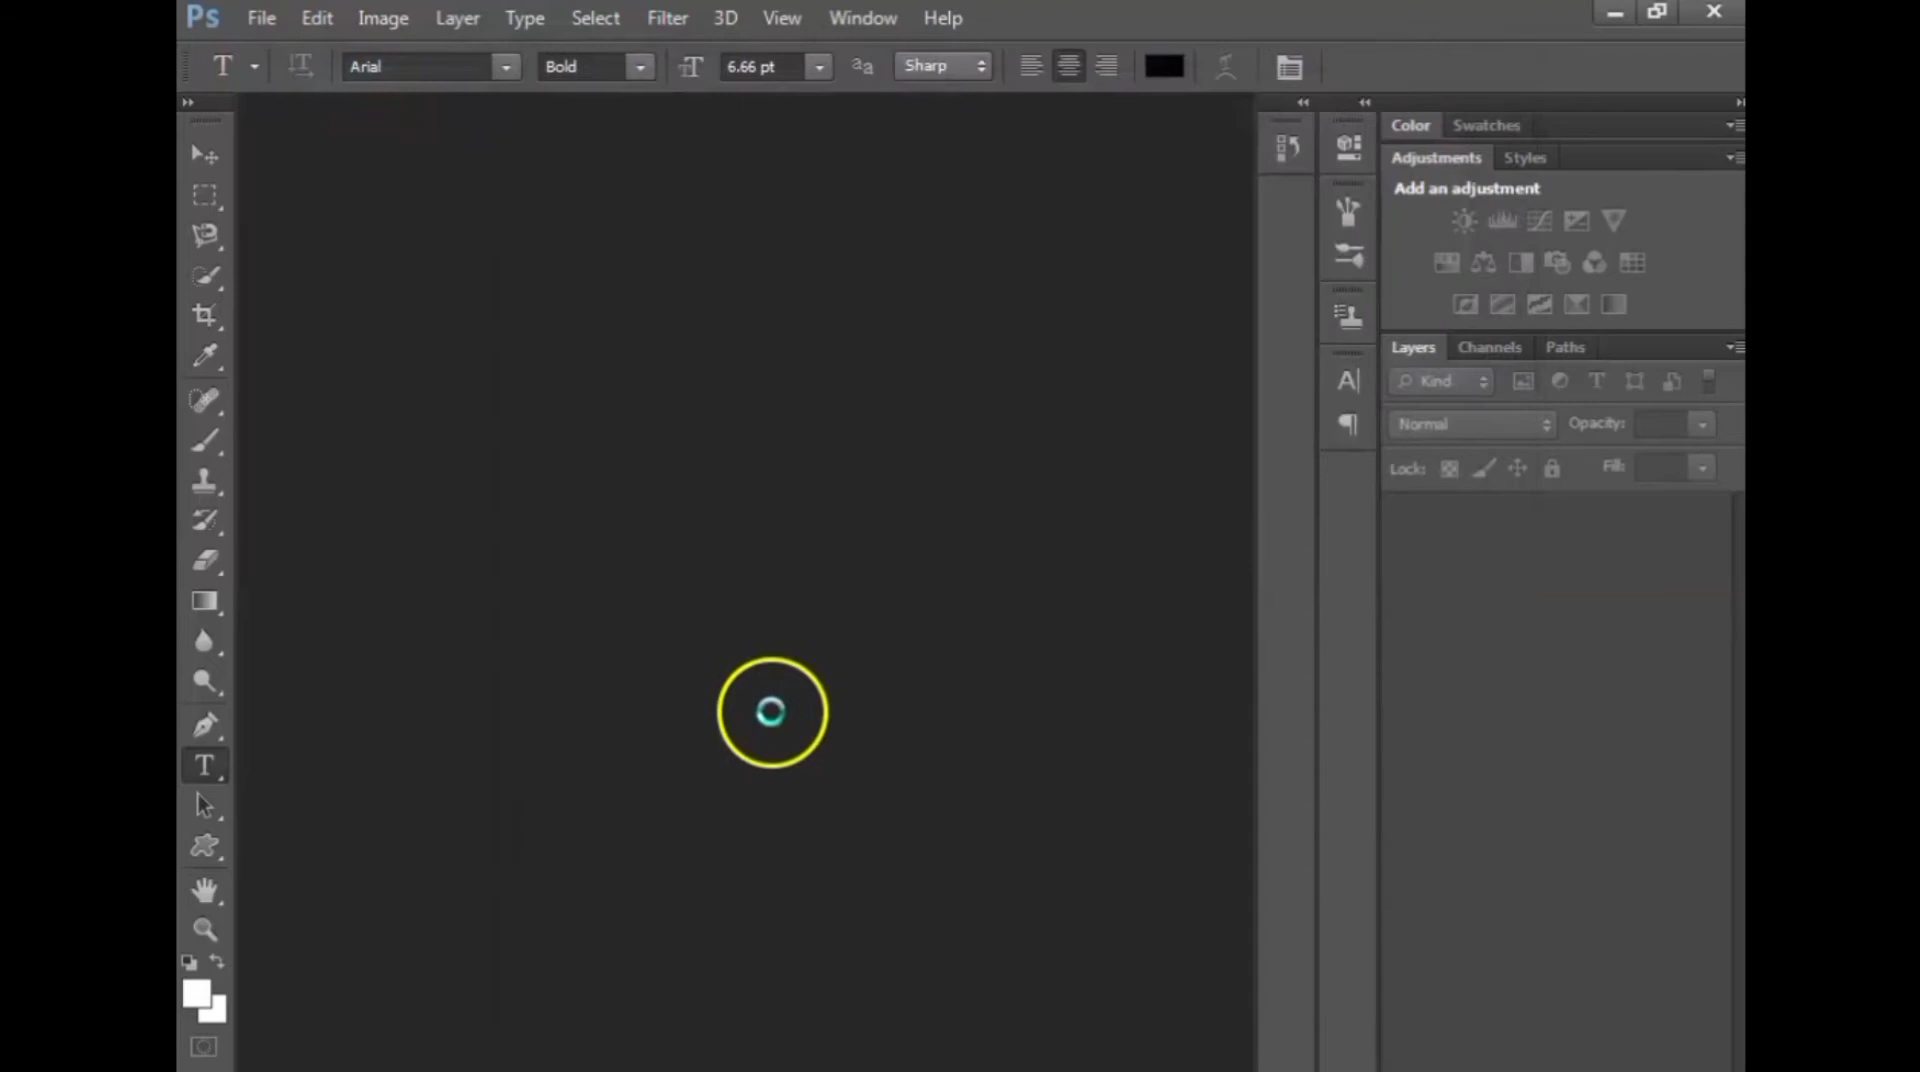 Ps File Edit Image Layer Type Select Filter 3D View Window Help
T Arial Bold 6.66 pt aa Sharp
Color Swatches
Adjustments Styles
Add an adjustment
Layers Channels Paths
Kind
Normal Opacity:
Lock: Fill: